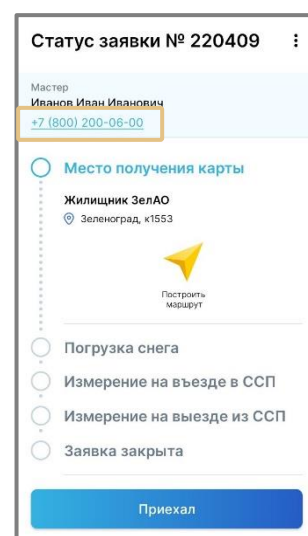 Статус заявки № 220409
Мастер
Иванов Иван Иванович
+7 (800) 200-06-00
Место получения карты
Жилищник ЗелАО
Зеленоград, к1553
Построить
маршрут
Погрузка снега
Измерение на въезде в ССП
Измерение на выезде из ССП
Заявка закрыта
Приехал